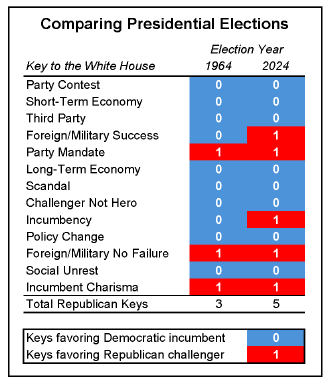 Comparing Presidential Elections
Election Year
Key to the White House 1964 2024
Party Contest 0 0
Short-Term Economy 0 0
Third Party 0 0
Foreign/Military Success 0 1
Party Mandate 1 1
Long-Term Economy 0 0
Scandal 0 0
Challenger Not Hero 0 0
Incumbency 0 1
Policy Change 0 0
Foreign/Military No Failure 1 1
Social Unrest 0 0
Incumbent Charisma 1 1
Total Republican Keys 3 5
Keys favoring Democratic incumbent 0
Keys favoring Republican challenger 1